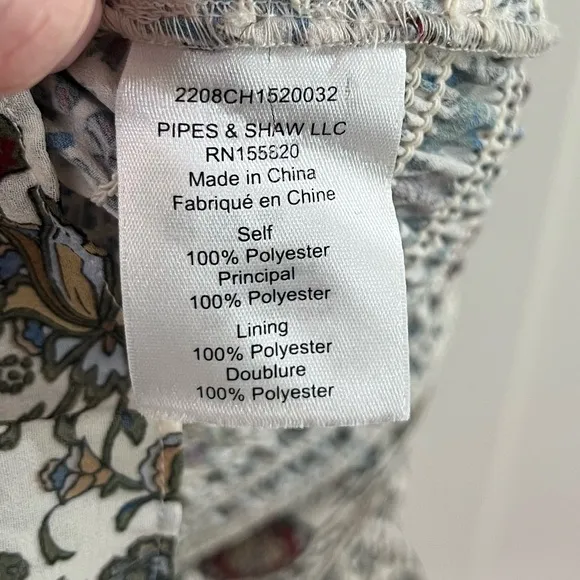 2208CH1520032
PIPES & SHAW LLC
RN155820
Made in China
Fabriqué en Chine
Self
100% Polyester
Principal
100% Polyester
Lining
100% Polyester
Doublure
100% Polyester